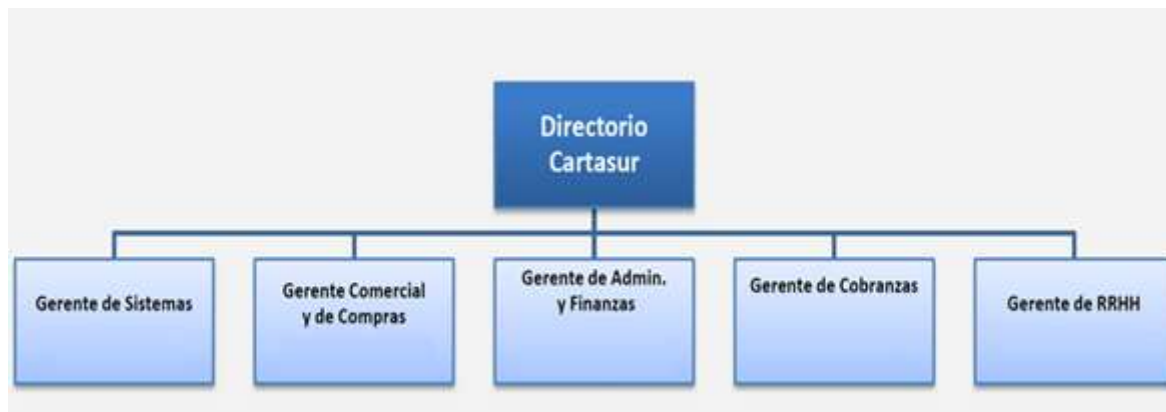 Directorio
Cartasur
Gerente de Sistemas
Gerente Comercial
y de Compras
Gerente de Admin.
y Finanzas
Gerente de Cobranzas
Gerente de RRHH